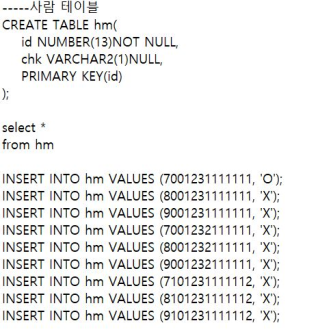 -----사람 테이블
CREATE TABLE hm(
id NUMBER(13)NOT NULL,
chk VARCHAR2(1)NULL,
PRIMARY KEY(id)
);
select *
from hm
INSERT INTO hm VALUES (7001231111111, 'O');
INSERT INTO hm VALUES (8001231111111, 'X');
INSERT INTO hm VALUES (9001231111111, 'X');
INSERT INTO hm VALUES (7001232111111, 'X');
INSERT INTO hm VALUES (8001232111111, 'X');
INSERT INTO hm VALUES (9001232111111, 'X');
INSERT INTO hm VALUES (7101231111112, 'X');
INSERT INTO hm VALUES (8101231111112, 'X');
INSERT INTO hm VALUES (9101231111112, 'X');